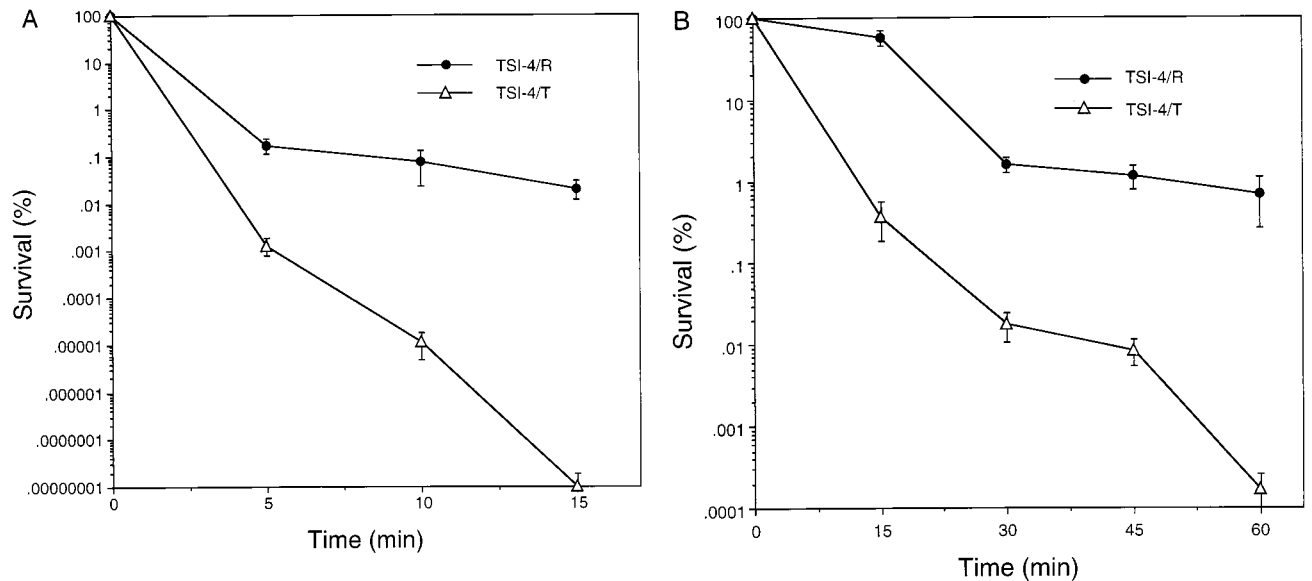 A
Survival (%)
100
10
1
.1
.01
.001
.0001
.00001
.000001
.0000001
.00000001
TSI-4/R
TSI-4/T
0 5 10 15
Time (min)
B
Survival (%)
100
10
1
.1
.01
.001
.0001
TSI-4/R
TSI-4/T
0 15 30 45 60
Time (min)